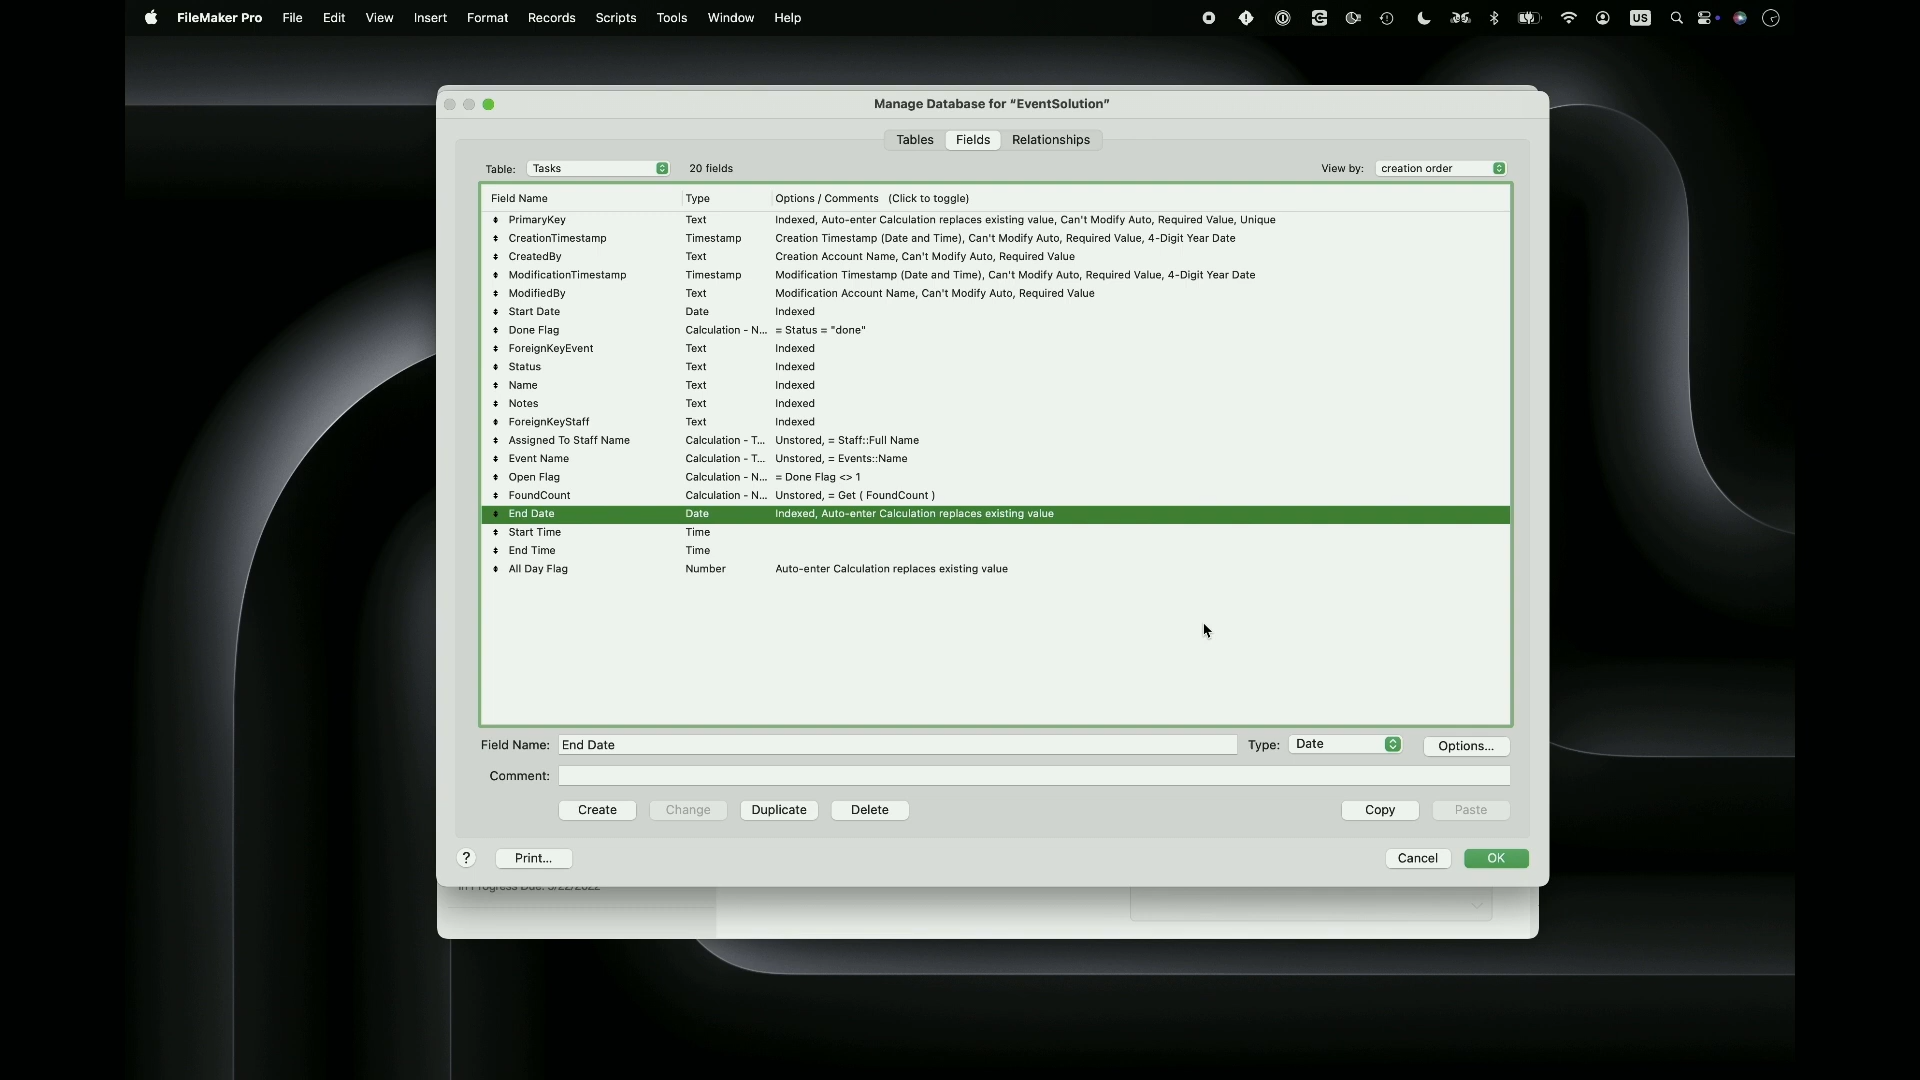 FileMaker Pro File Edit View Insert Format Records Scripts Tools Window Help US
Manage Database for “EventSolution”
Tables Fields Relationships
Table: Tasks 20 fields View by: creation order
Field Name Type Options / Comments (Click to toggle)
PrimaryKey Text Indexed, Auto-enter Calculation replaces existing value, Can't Modify Auto, Required Value, Unique
CreationTimestamp Timestamp Creation Timestamp (Date and Time), Can't Modify Auto, Required Value, 4-Digit Year Date
CreatedBy Text Creation Account Name, Can't Modify Auto, Required Value
ModificationTimestamp Timestamp Modification Timestamp (Date and Time), Can't Modify Auto, Required Value, 4-Digit Year Date
ModifiedBy Text Modification Account Name, Can't Modify Auto, Required Value
Start Date Date Indexed
Done Flag Calculation - N... = Status = "done"
ForeignKeyEvent Text Indexed
Status Text Indexed
Name Text Indexed
Notes Text Indexed
ForeignKeyStaff Text Indexed
Assigned To Staff Name Calculation - T... Unstored, = Staff::Full Name
Event Name Calculation - T... Unstored, = Events::Name
Open Flag Calculation - N... = Done Flag <> 1
FoundCount Calculation - N... Unstored, = Get ( FoundCount )
End Date Date Indexed, Auto-enter Calculation replaces existing value
Start Time Time
End Time Time
All Day Flag Number Auto-enter Calculation replaces existing value
Field Name: End Date Type: Date Options...
Comment:
Create Change Duplicate Delete Copy Paste
? Print... Cancel OK